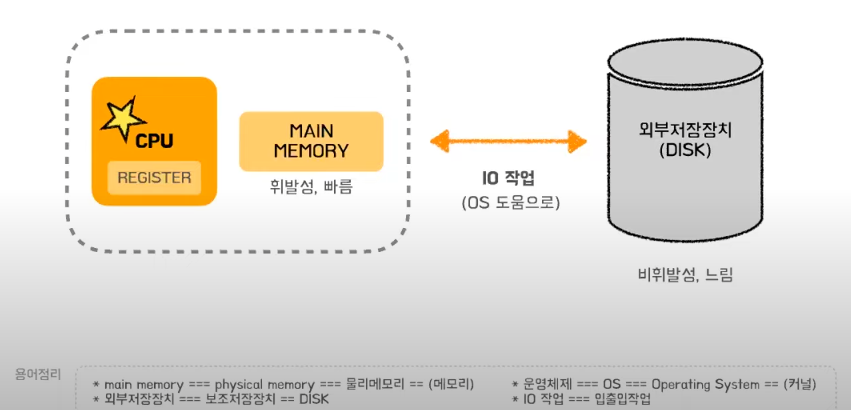 CPU
REGISTER
MAIN
MEMORY
휘발성, 빠름
IO 작업
(OS 도움으로)
외부저장장치
(DISK)
비휘발성, 느림
용어정리
* main memory === physical memory === 물리메모리 == (메모리)
* 외부저장장치 === 보조저장장치 == DISK
* 운영체제 === OS === Operating System == (커널)
* IO 작업 === 입출입작업